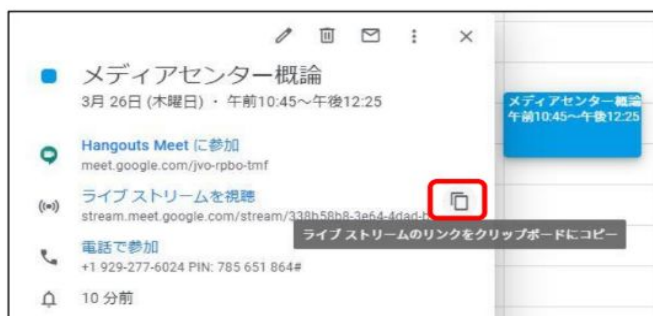 メディアセンター概論
3月 26日 (木曜日) ・ 午前10:45～午後12:25
メディアセンター概論
午前10:45～午後12:25
Hangouts Meet に参加
meet.google.com/jvo-rpbo-tmf
ライブ ストリームを視聴
stream.meet.google.com/stream/338b58b8-3e64-4dad-b
ライブ ストリームのリンクをクリップボードにコピー
電話で参加
+1 929-277-6024 PIN: 785 651 864#
10 分前